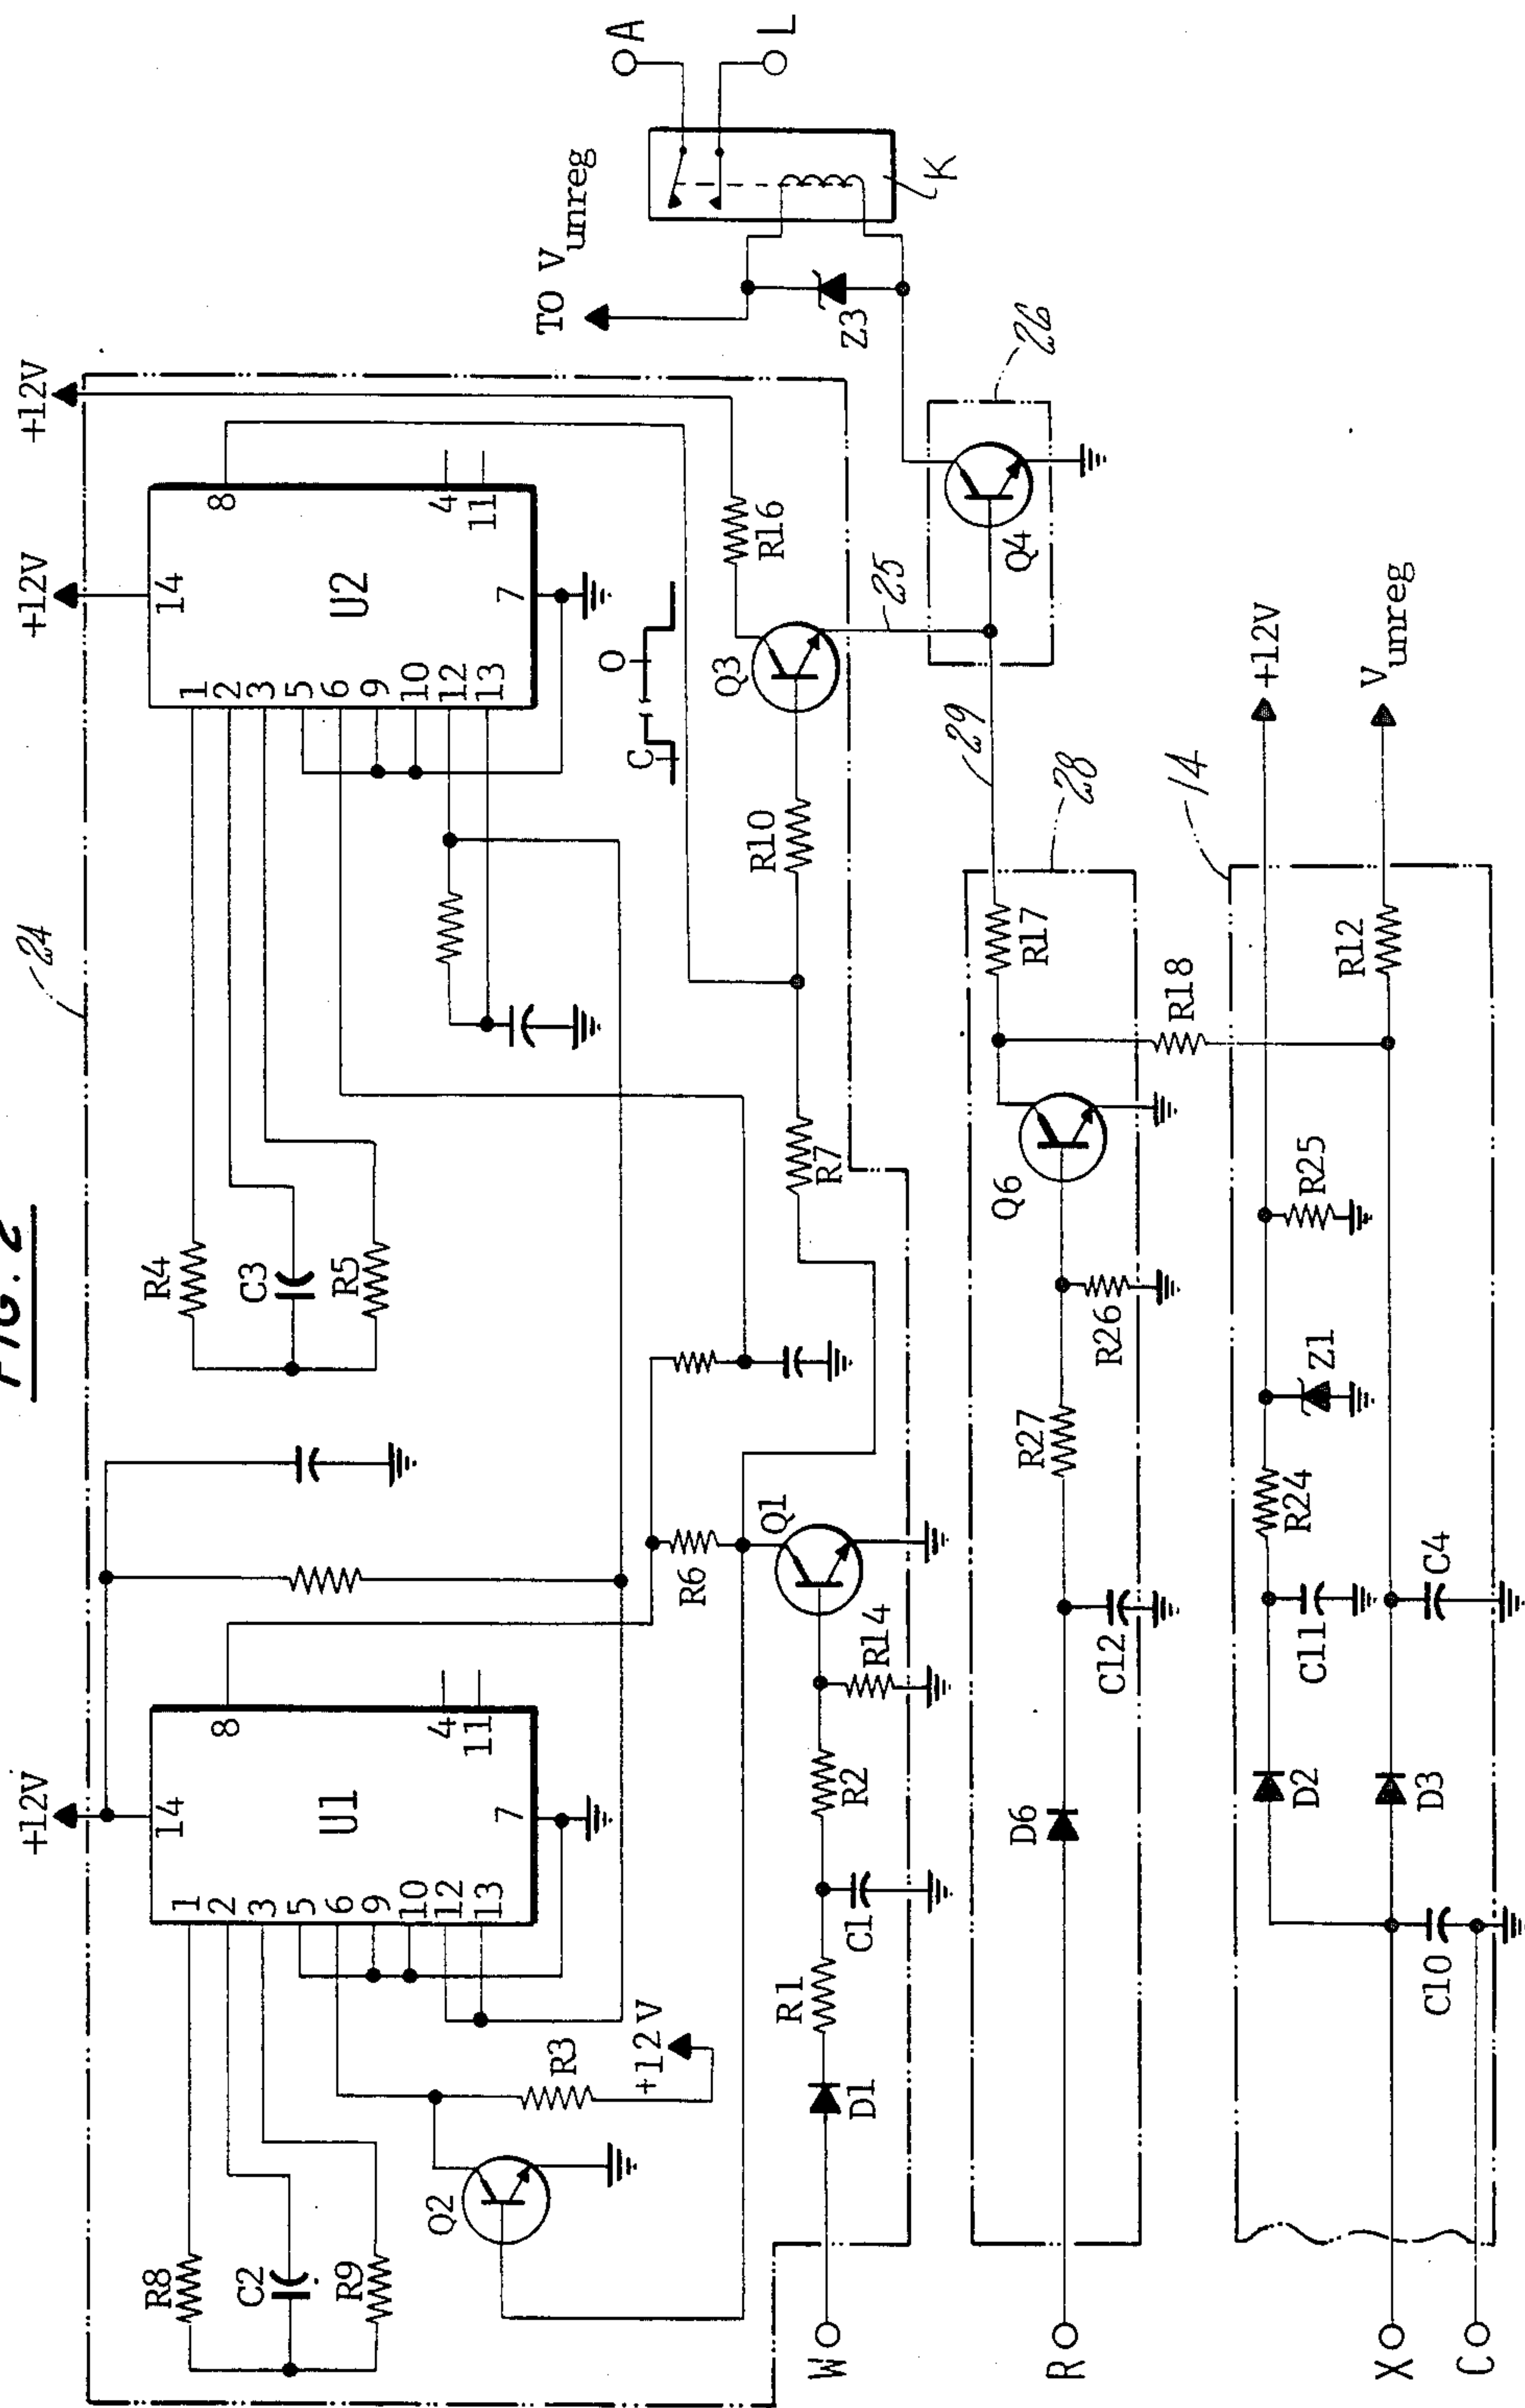 FIG. 2
24
+12V
+12V
+12V
14
U1
1
2
3
5
6
9
10
12
13
7
8
4
11
14
U2
1
2
3
5
6
9
10
12
13
7
8
4
11
R8
C2
R9
R4
C3
R5
Q2
R3
+12V
R6
Q1
R14
R2
R1
C1
D1
W
R7
R10
C
O
Q3
R16
25
TO Vunreg
Z3
K
A
L
26
Q4
29
28
R17
Q6
R18
R26
R27
C12
D6
R
14
+12V
Vunreg
R12
R25
Z1
R24
C11
C4
D2
D3
C10
X
C